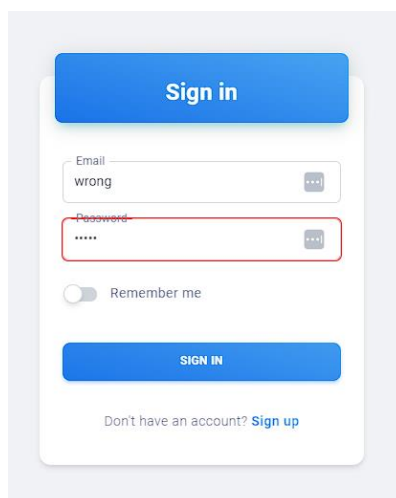 Sign in
Email
wrong
Password
•••••
Remember me
SIGN IN
Don't have an account? Sign up